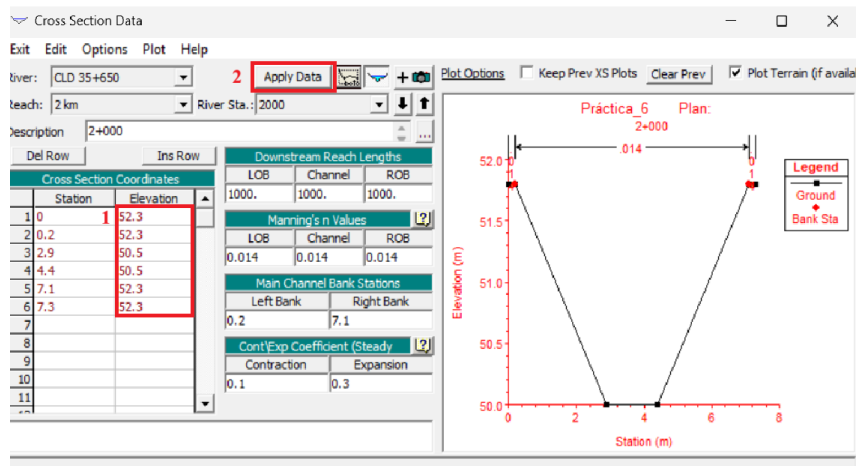 Cross Section Data
Exit Edit Options Plot Help
River: CLD 35+650 2 Apply Data Plot Options Keep Prev XS Plots Clear Prev Plot Terrain (if availa
Reach: 2 km River Sta.: 2000
Description 2+000 ...
Del Row Ins Row
Cross Section Coordinates
Station Elevation
1 0 1 52.3
2 0.2 52.3
3 2.9 50.5
4 4.4 50.5
5 7.1 52.3
6 7.3 52.3
7
8
9
10
11
Downstream Reach Lengths
LOB Channel ROB
1000. 1000. 1000.
Manning's n Values
LOB Channel ROB
0.014 0.014 0.014
Main Channel Bank Stations
Left Bank Right Bank
0.2 7.1
Cont\Exp Coefficient (Steady
Contraction Expansion
0.1 0.3
Práctica_6 Plan:
2+000
.014
Legend
Ground
Bank Sta
Elevation (m)
52.0
51.5
51.0
50.5
50.0
0 2 4 6 8
Station (m)